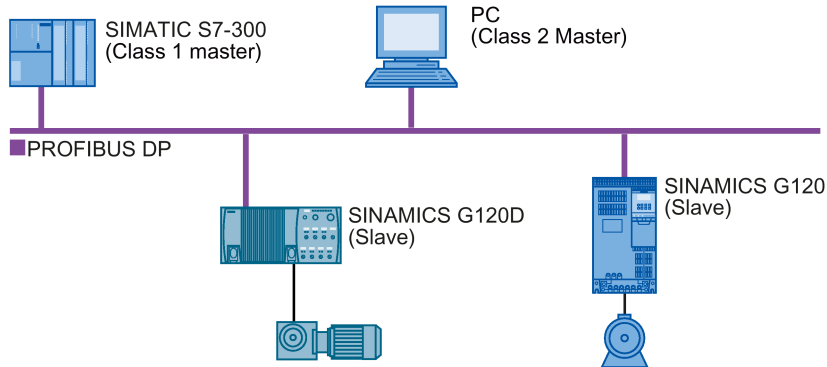 SIMATIC S7-300
(Class 1 master)
PC
(Class 2 Master)
PROFIBUS DP
SINAMICS G120D
(Slave)
SINAMICS G120
(Slave)